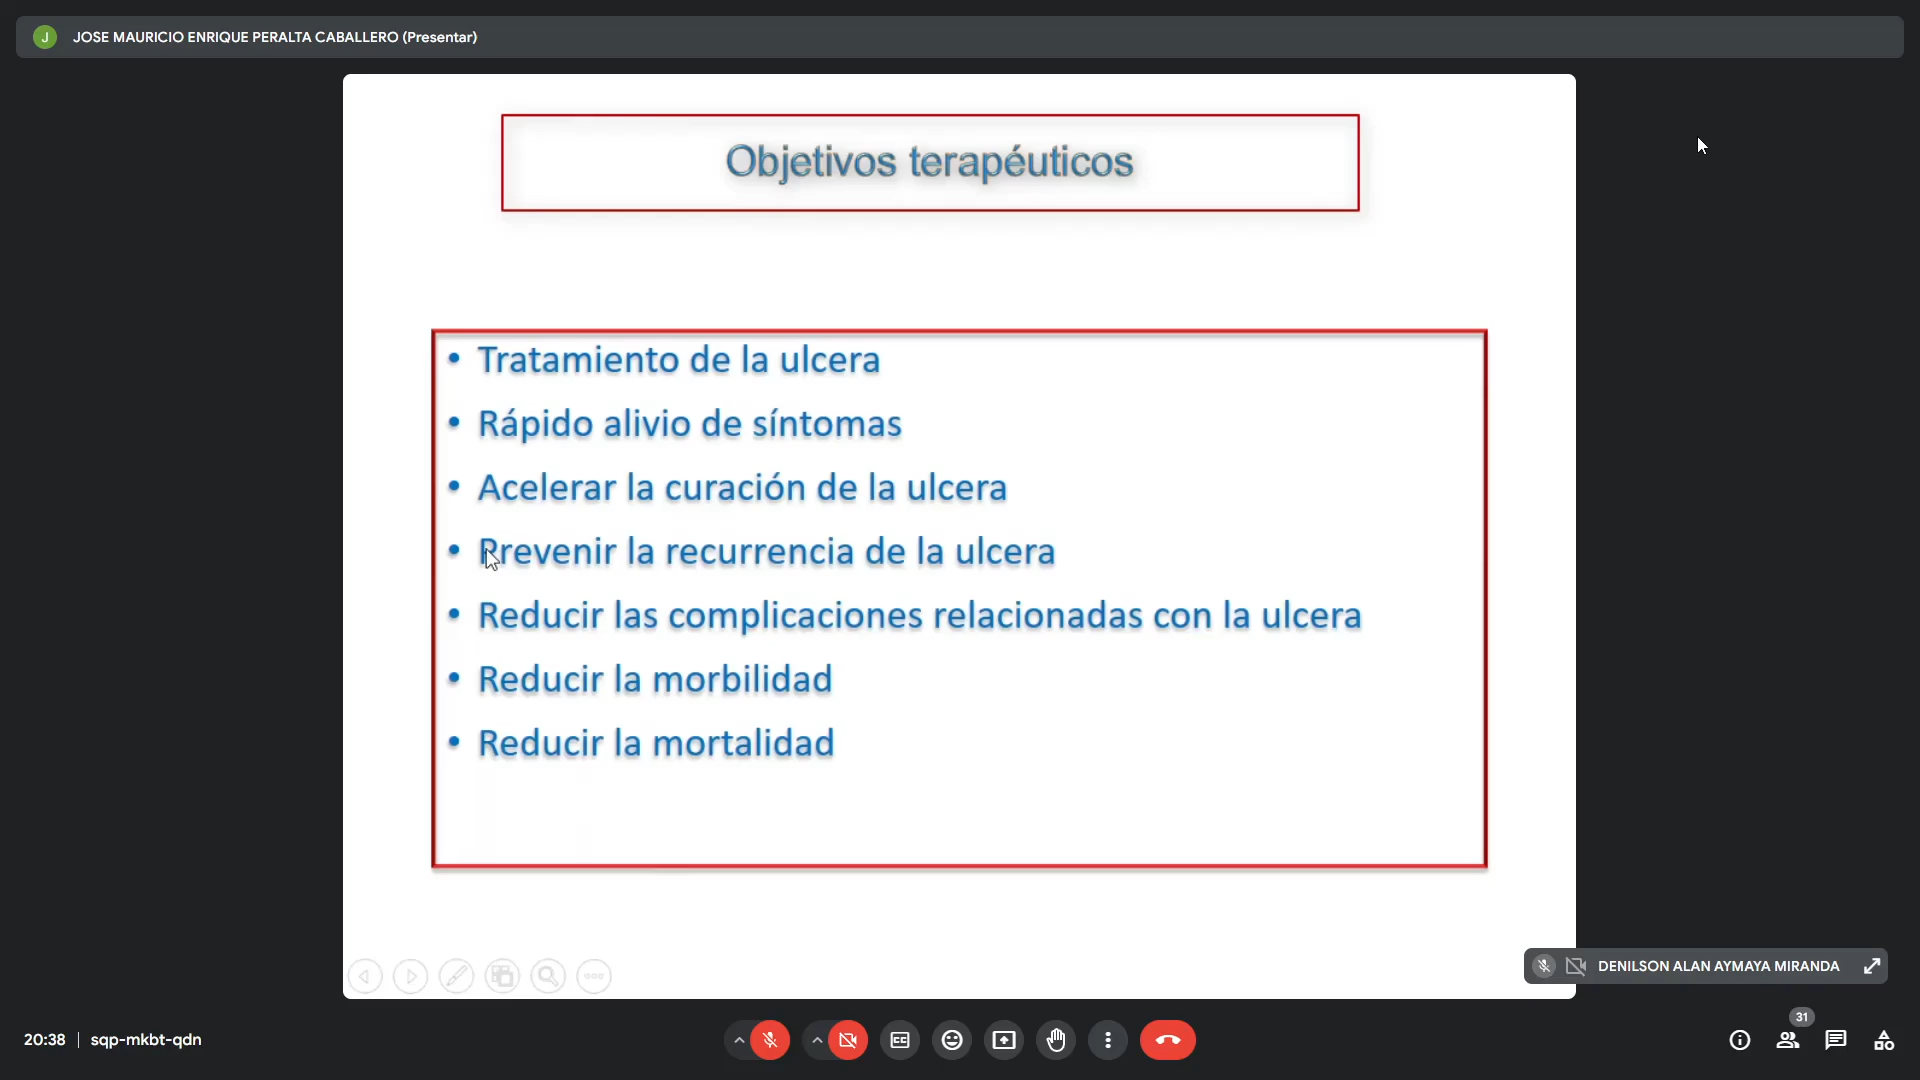 J JOSE MAURICIO ENRIQUE PERALTA CABALLERO (Presentar)
Objetivos terapéuticos
• Tratamiento de la ulcera
• Rápido alivio de síntomas
• Acelerar la curación de la ulcera
• Prevenir la recurrencia de la ulcera
• Reducir las complicaciones relacionadas con la ulcera
• Reducir la morbilidad
• Reducir la mortalidad
DENILSON ALAN AYMAYA MIRANDA
31
20:38 | sqp-mkbt-qdn
CC